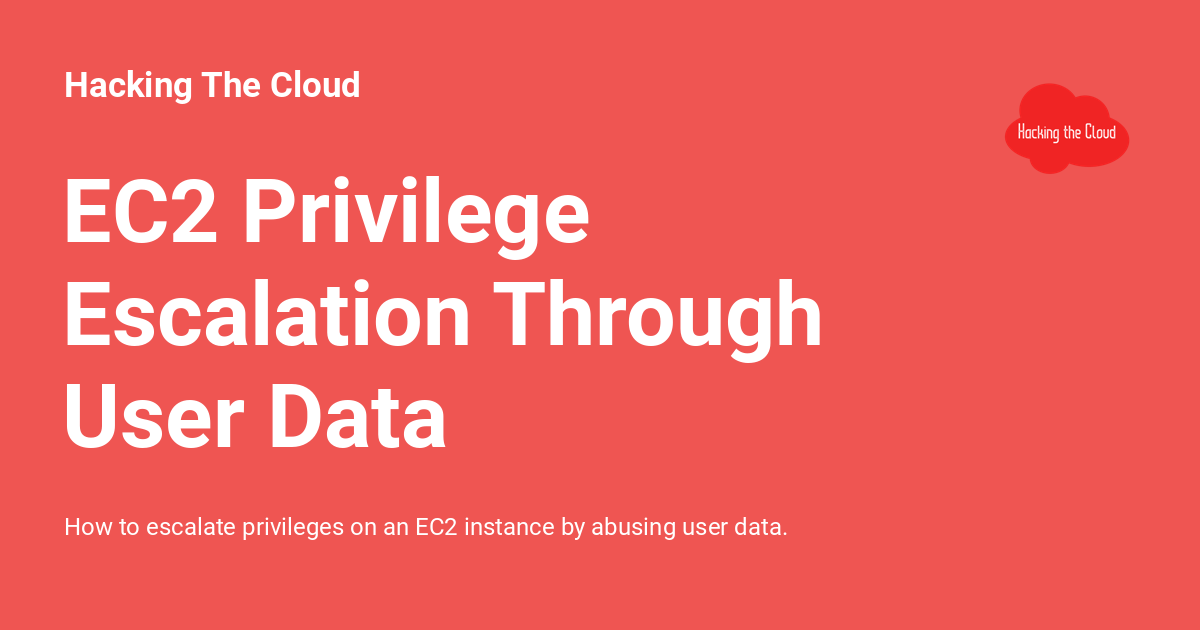 Hacking The Cloud
Hacking the Cloud
EC2 Privilege
Escalation Through
User Data
How to escalate privileges on an EC2 instance by abusing user data.